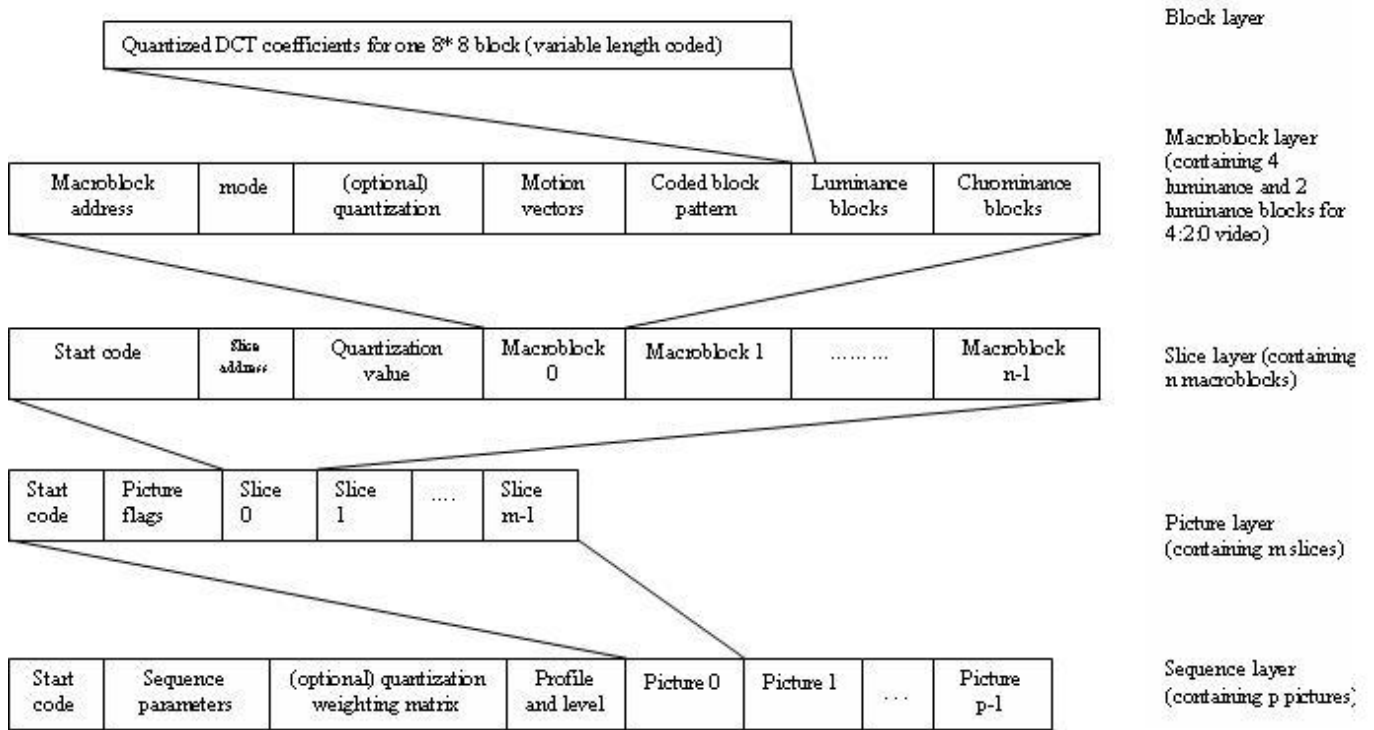 Block layer
Quantized DCT coefficients for one 8* 8 block (variable length coded)
Macroblock layer
(containing 4
luminance and 2
luminance blocks for
4:2:0 video)
Macroblock
address
mode
(optional)
quantization
Motion
vectors
Coded block
pattern
Luminance
blocks
Chrominance
blocks
Start code
Slice
address
Quantization
value
Macroblock
0
Macroblock 1
………
Macroblock
n-1
Slice layer (containing
n macroblocks)
Start
code
Picture
flags
Slice
0
Slice
1
....
Slice
m-1
Picture layer
(containing m slices)
Start
code
Sequence
parameters
(optional) quantization
weighting matrix
Profile
and level
Picture 0
Picture 1
...
Picture
p-1
Sequence layer
(containing p pictures)